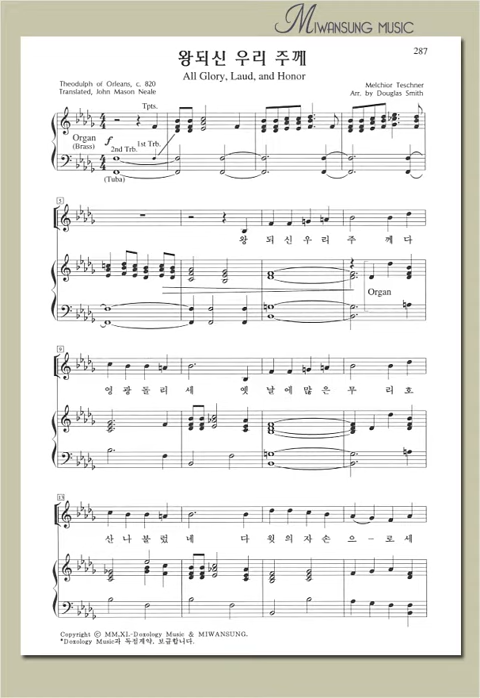 MIWANSUNG MUSIC
287
왕되신 우리 주께
All Glory, Laud, and Honor
Theodulph of Orleans, c. 820
Translated, John Mason Neale
Melchior Teschner
Arr. by Douglas Smith
Tpts.
Organ
(Brass)
f
2nd Trb.
1st Trb.
(Tuba)
5
왕 되 신 우 리 주 께 다
Organ
9
영 광 돌 리 세 옛 날 에 많 은 무 리 호
13
산 나 불 렀 네 다 윗 의 자 손 으 – 로 세
Copyright © MM.XI.-Doxology Music & MIWANSUNG.
*Doxology Music과 독점계약, 보급합니다.